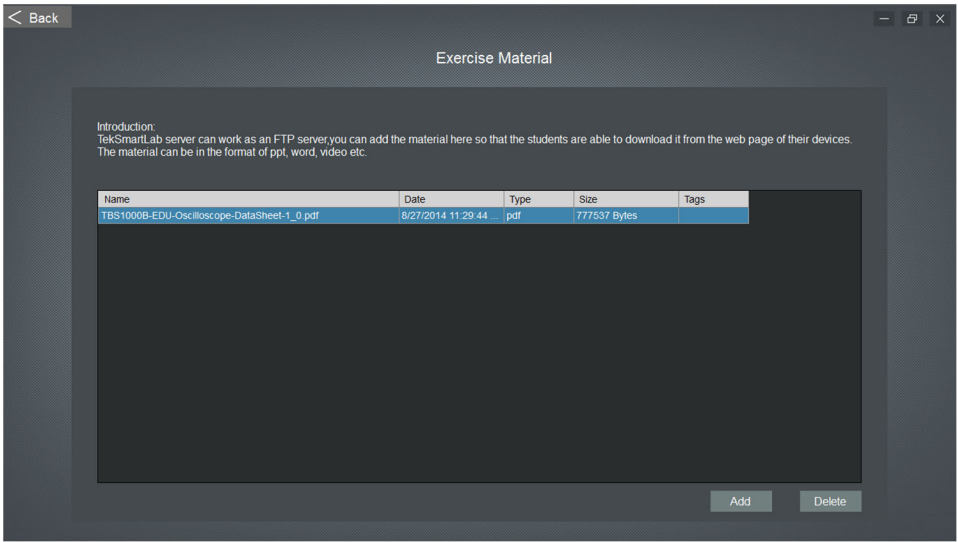 Back
Exercise Material
Introduction:
TekSmartLab server can work as an FTP server,you can add the material here so that the students are able to download it from the web page of their devices.
The material can be in the format of ppt, word, video etc.
Name Date Type Size Tags
TBS1000B-EDU-Oscilloscope-DataSheet-1_0.pdf 8/27/2014 11:29:44 ... pdf 777537 Bytes
Add Delete